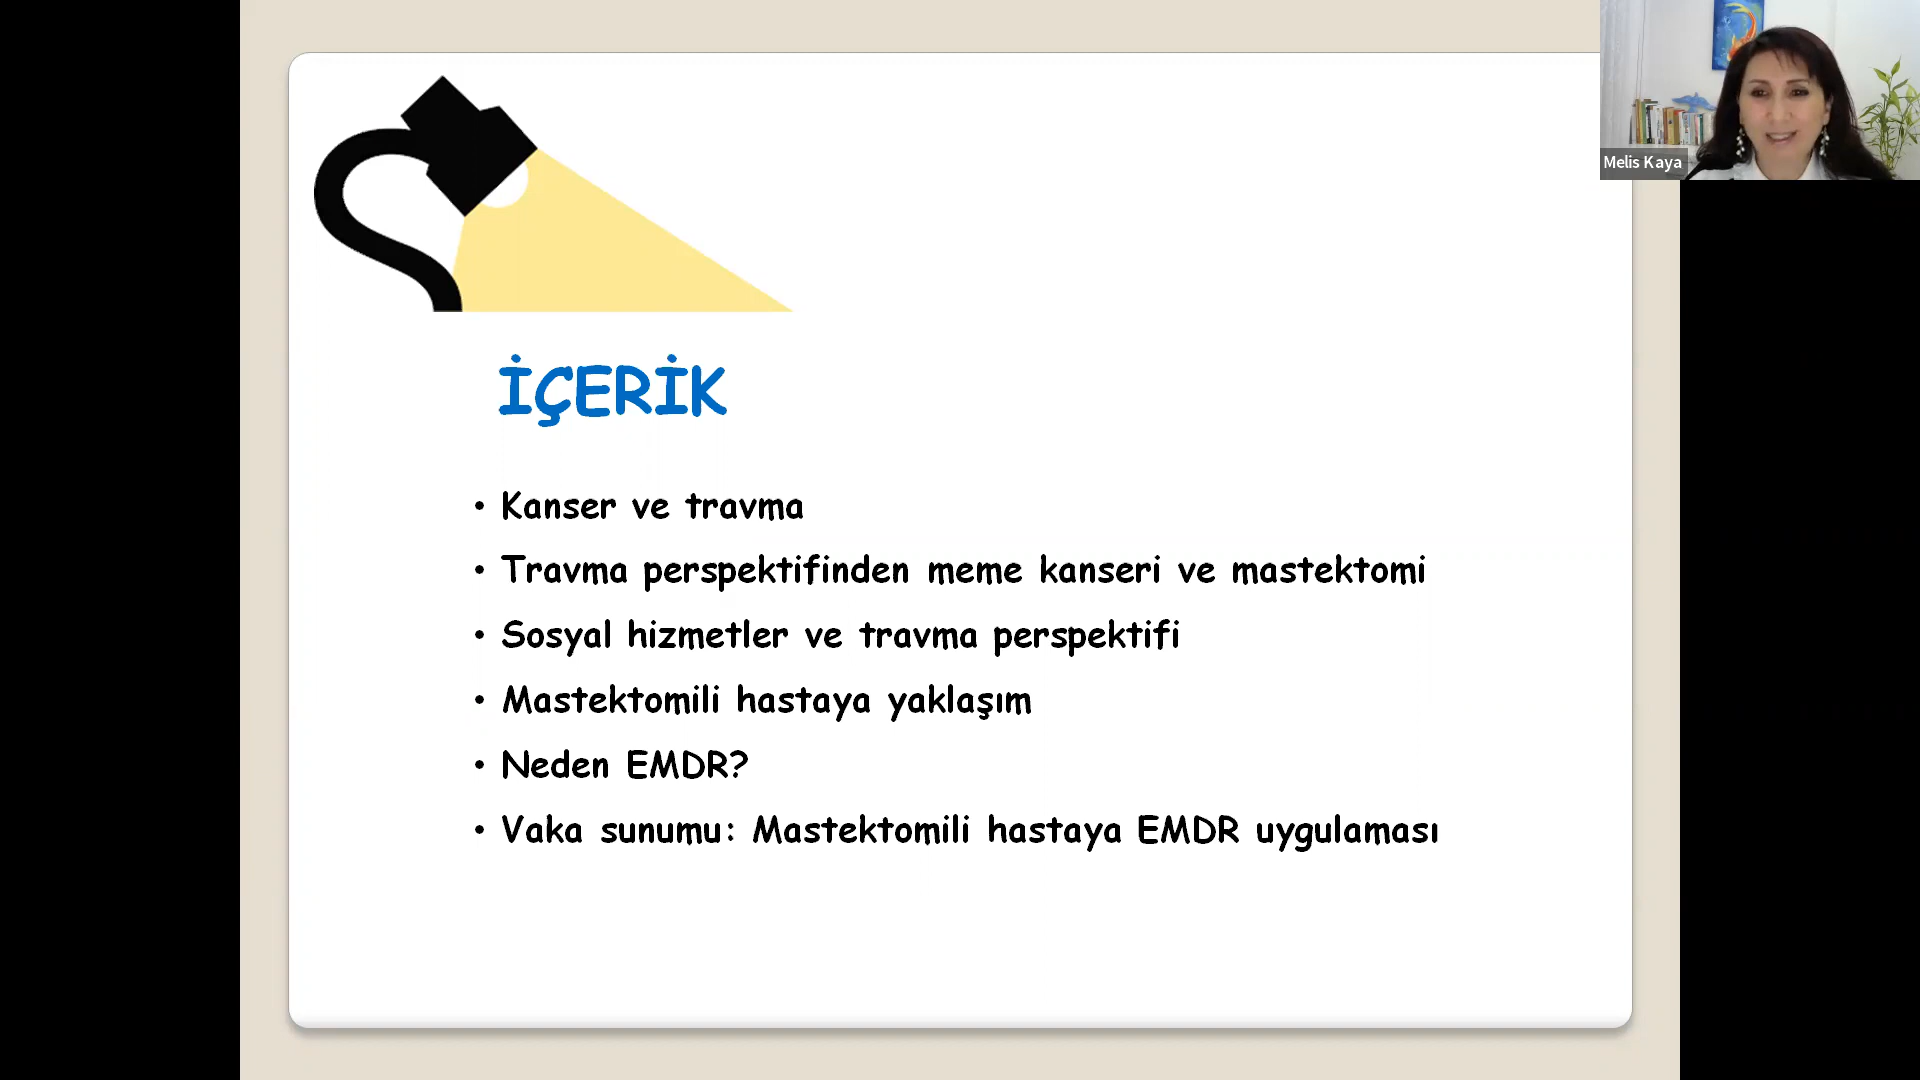 Melis Kaya
İÇERİK
• Kanser ve travma
• Travma perspektifinden meme kanseri ve mastektomi
• Sosyal hizmetler ve travma perspektifi
• Mastektomili hastaya yaklaşım
• Neden EMDR?
• Vaka sunumu: Mastektomili hastaya EMDR uygulaması